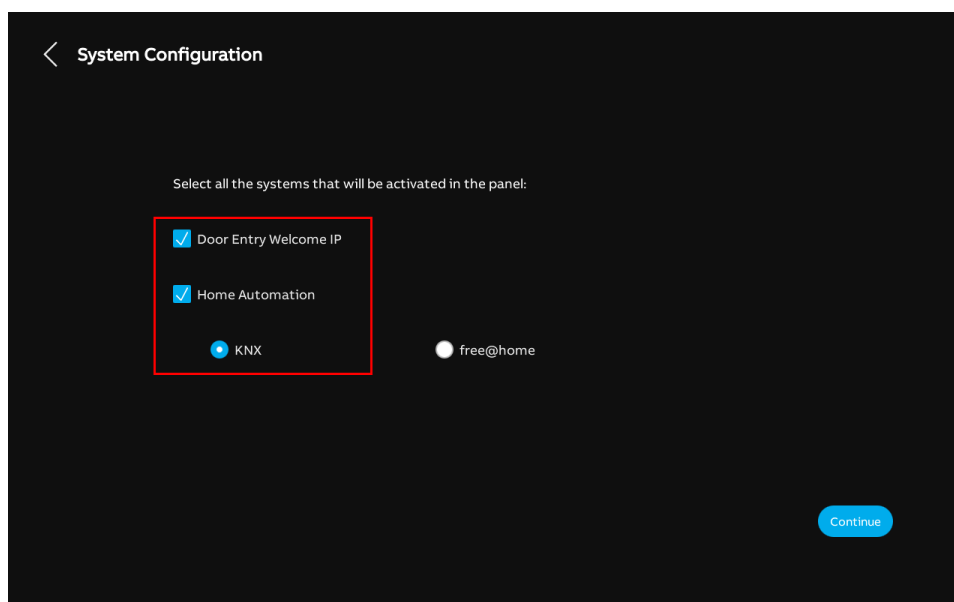 System Configuration
Select all the systems that will be activated in the panel:
Door Entry Welcome IP
Home Automation
KNX
free@home
Continue